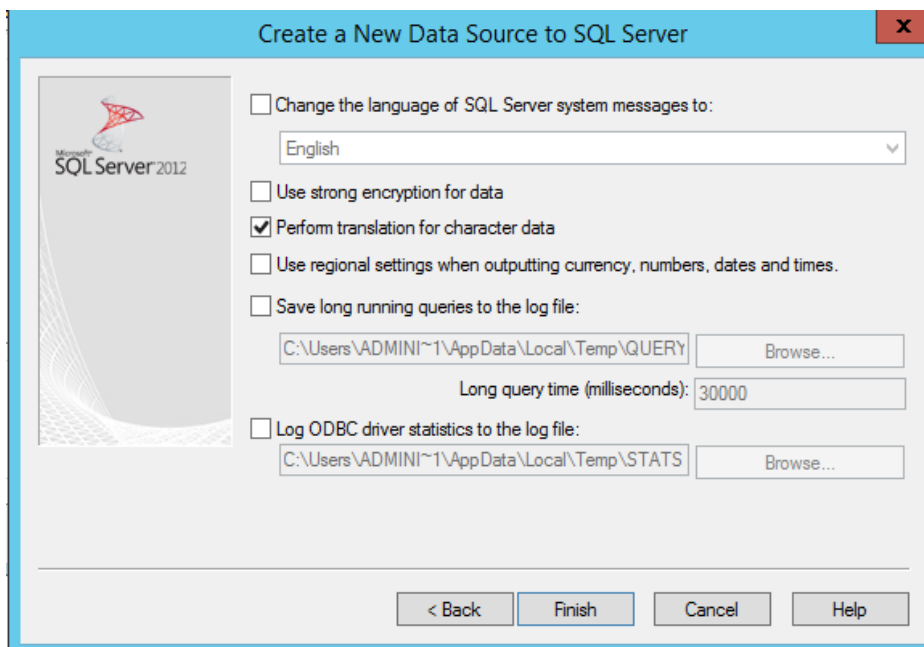 Create a New Data Source to SQL Server
x
Microsoft
SQL Server 2012
Change the language of SQL Server system messages to:
English
Use strong encryption for data
Perform translation for character data
Use regional settings when outputting currency, numbers, dates and times.
Save long running queries to the log file:
C:\Users\ADMINI~1\AppData\Local\Temp\QUERY
Browse...
Long query time (milliseconds):
30000
Log ODBC driver statistics to the log file:
C:\Users\ADMINI~1\AppData\Local\Temp\STATS
Browse...
< Back
Finish
Cancel
Help